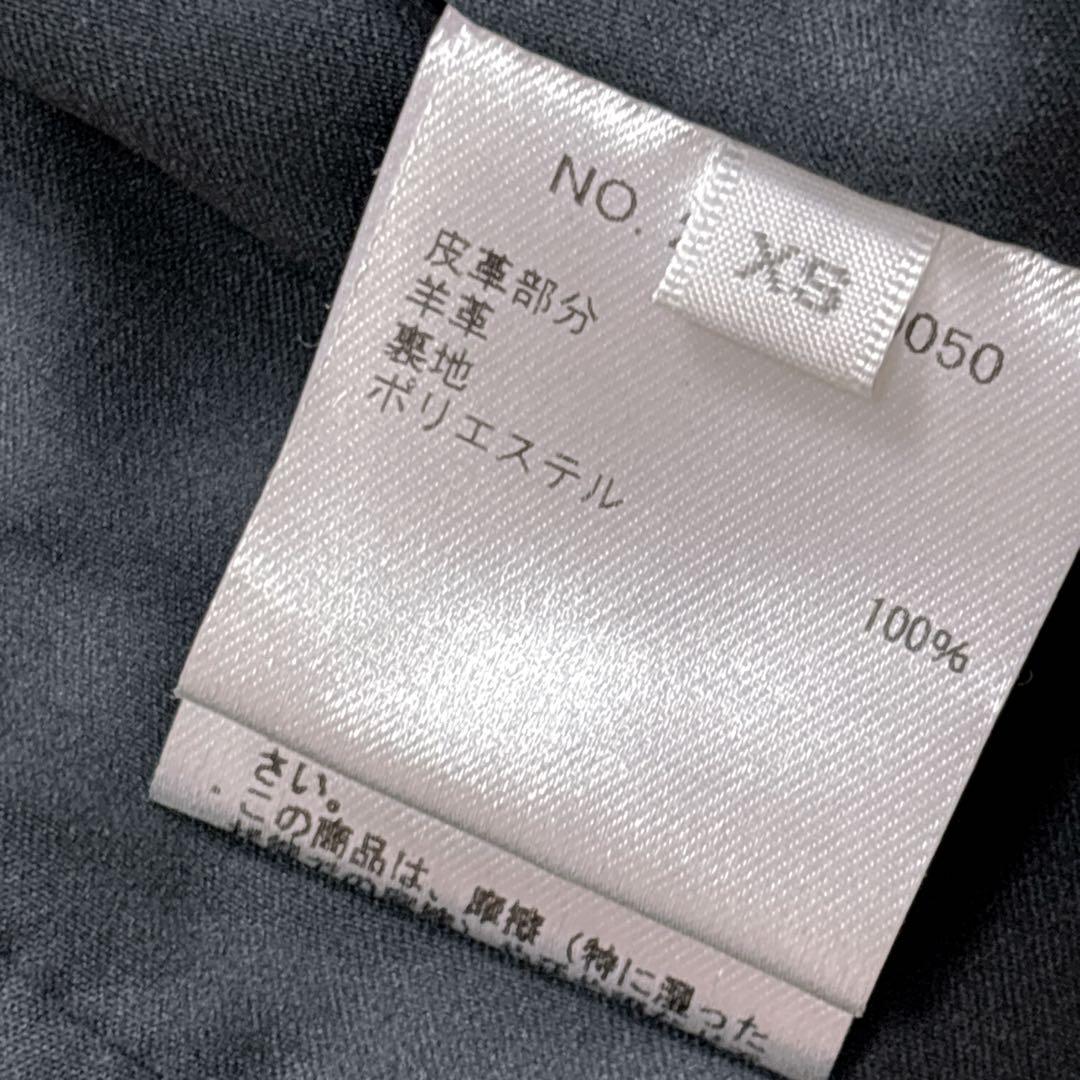 NO. 2
XS
050
皮革部分
羊革
裏地
ポリエステル
100%
さい。
・この商品は、摩擦（特に湿った